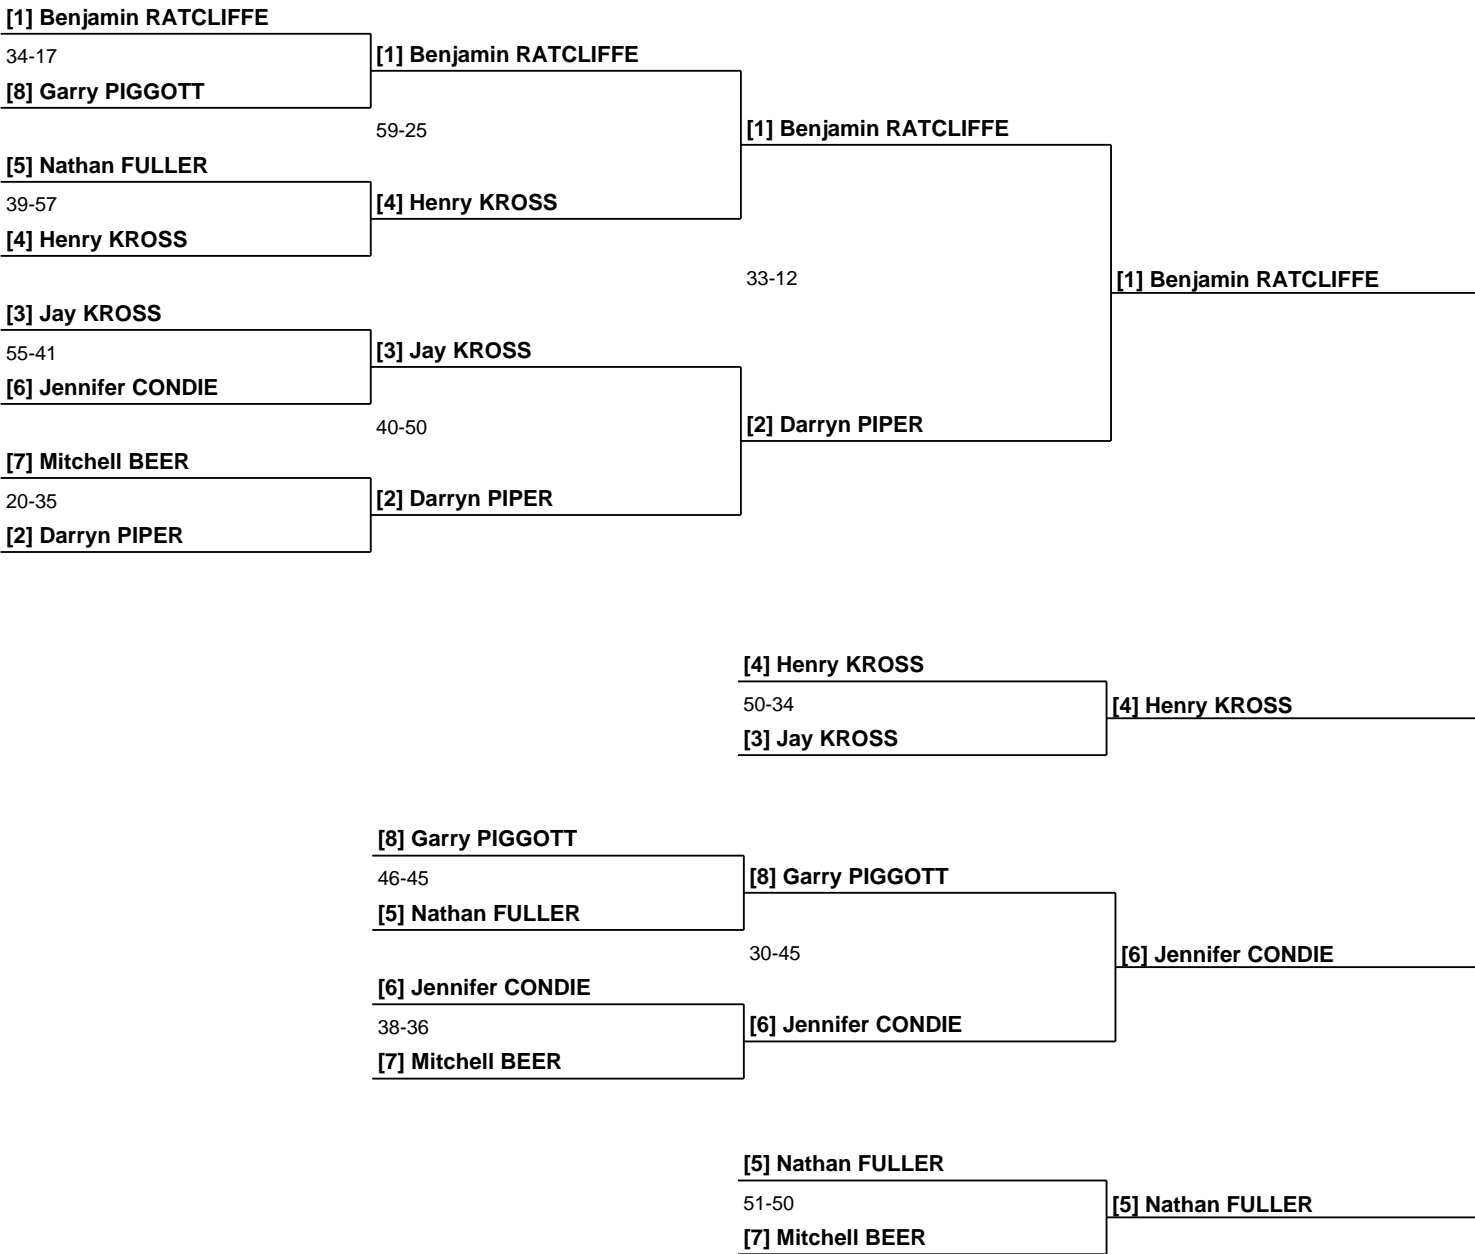 [1] Benjamin RATCLIFFE
34-17
[8] Garry PIGGOTT
[1] Benjamin RATCLIFFE
59-25
[5] Nathan FULLER
39-57
[4] Henry KROSS
[4] Henry KROSS
[1] Benjamin RATCLIFFE
33-12
[1] Benjamin RATCLIFFE
[3] Jay KROSS
55-41
[6] Jennifer CONDIE
[3] Jay KROSS
40-50
[7] Mitchell BEER
20-35
[2] Darryn PIPER
[2] Darryn PIPER
[2] Darryn PIPER
[4] Henry KROSS
50-34
[3] Jay KROSS
[4] Henry KROSS
[8] Garry PIGGOTT
46-45
[5] Nathan FULLER
[8] Garry PIGGOTT
30-45
[6] Jennifer CONDIE
[6] Jennifer CONDIE
38-36
[7] Mitchell BEER
[6] Jennifer CONDIE
[5] Nathan FULLER
51-50
[7] Mitchell BEER
[5] Nathan FULLER